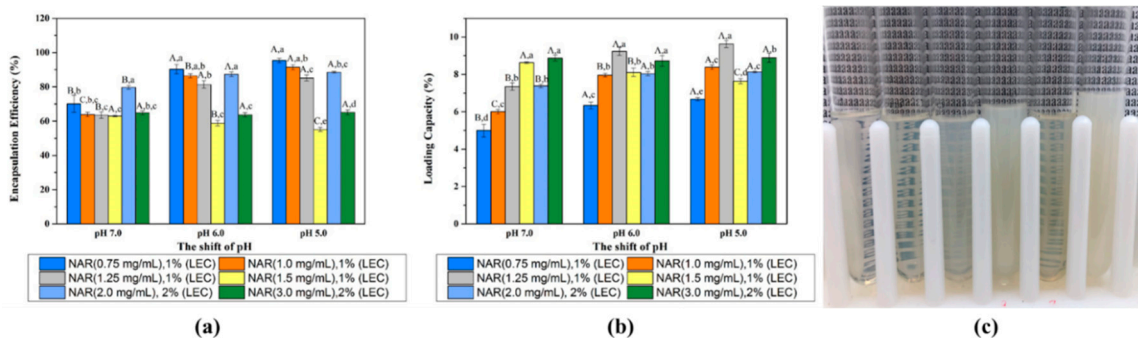 120
100
80
60
40
20
0
Encapsulation Efficiency (%)
B,b
C,b,c
B,c
A,c
B,a
A,b,c
A,a
B,a,b
A,b
B,c
A,a
A,c
A,a
A,a,b
A,c
C,e
A,b,c
A,d
pH 7.0 pH 6.0 pH 5.0
The shift of pH
NAR(0.75 mg/mL),1% (LEC) NAR(1.0 mg/mL),1% (LEC)
NAR(1.25 mg/mL),1% (LEC) NAR(1.5 mg/mL),1% (LEC)
NAR(2.0 mg/mL), 2% (LEC) NAR(3.0 mg/mL),2% (LEC)
(a)
10
8
6
4
2
0
Loading Capacity (%)
B,d
C,c
B,b
A,a
B,b
A,a
A,e
B,b
A,a
B,b
A,b
A,a
A,e
A,c
A,a
C,d
A,c
A,b
pH 7.0 pH 6.0 pH 5.0
The shift of pH
NAR(0.75 mg/mL),1% (LEC) NAR(1.0 mg/mL),1% (LEC)
NAR(1.25 mg/mL),1% (LEC) NAR(1.5 mg/mL),1% (LEC)
NAR(2.0 mg/mL), 2% (LEC) NAR(3.0 mg/mL),2% (LEC)
(b)
(c)